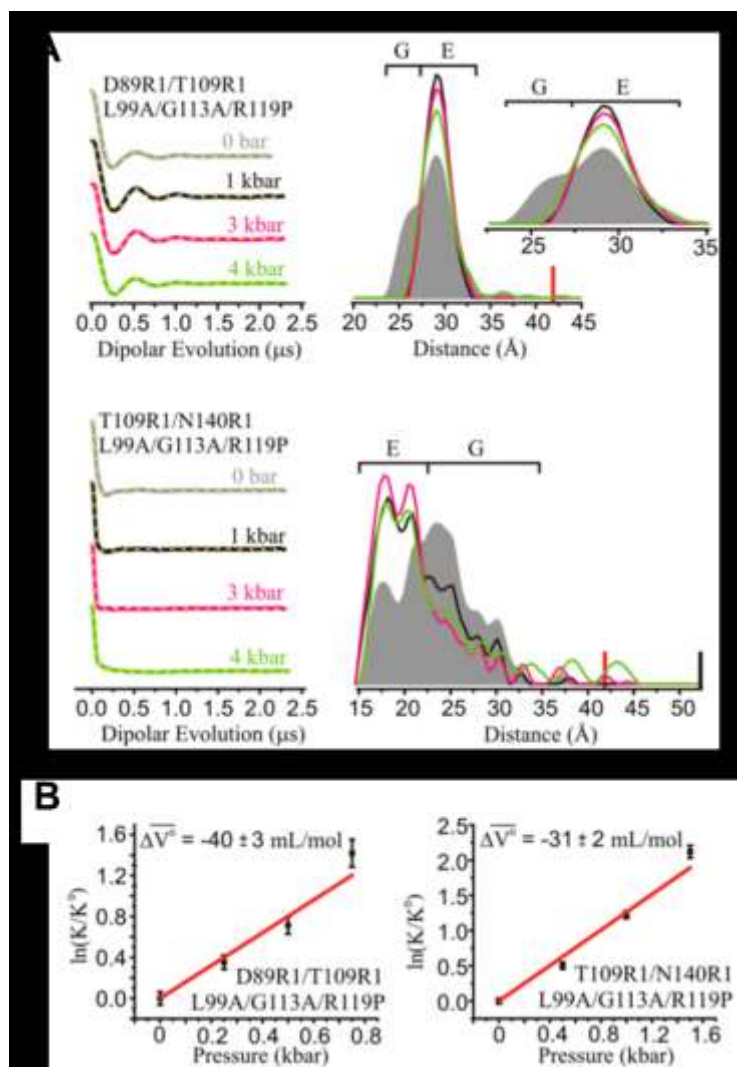 A
G E
D89R1/T109R1
L99A/G113A/R119P
0 bar
1 kbar
3 kbar
4 kbar
G E
0.0 0.5 1.0 1.5 2.0 2.5
Dipolar Evolution (μs)
20 25 30 35 40 45
Distance (Å)
25 30 35
T109R1/N140R1
L99A/G113A/R119P
0 bar
1 kbar
3 kbar
4 kbar
E G
0.0 0.5 1.0 1.5 2.0 2.5
Dipolar Evolution (μs)
15 20 25 30 35 40 45 50
Distance (Å)
B
ΔV° = -40 ± 3 mL/mol
ln(K/K⁰)
1.6
1.2
0.8
0.4
0.0
D89R1/T109R1
L99A/G113A/R119P
0 0.2 0.4 0.6 0.8
Pressure (kbar)
ΔV° = -31 ± 2 mL/mol
ln(K/K⁰)
2.5
2.0
1.5
1.0
0.5
0.0
T109R1/N140R1
L99A/G113A/R119P
0 0.4 0.8 1.2 1.6
Pressure (kbar)